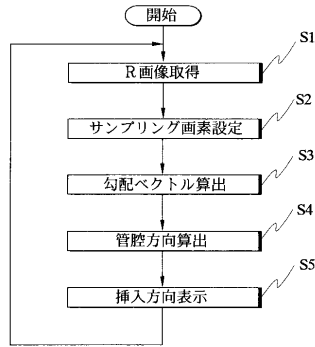 開始
S1
R画像取得
S2
サンプリング画素設定
S3
勾配ベクトル算出
S4
管腔方向算出
S5
挿入方向表示